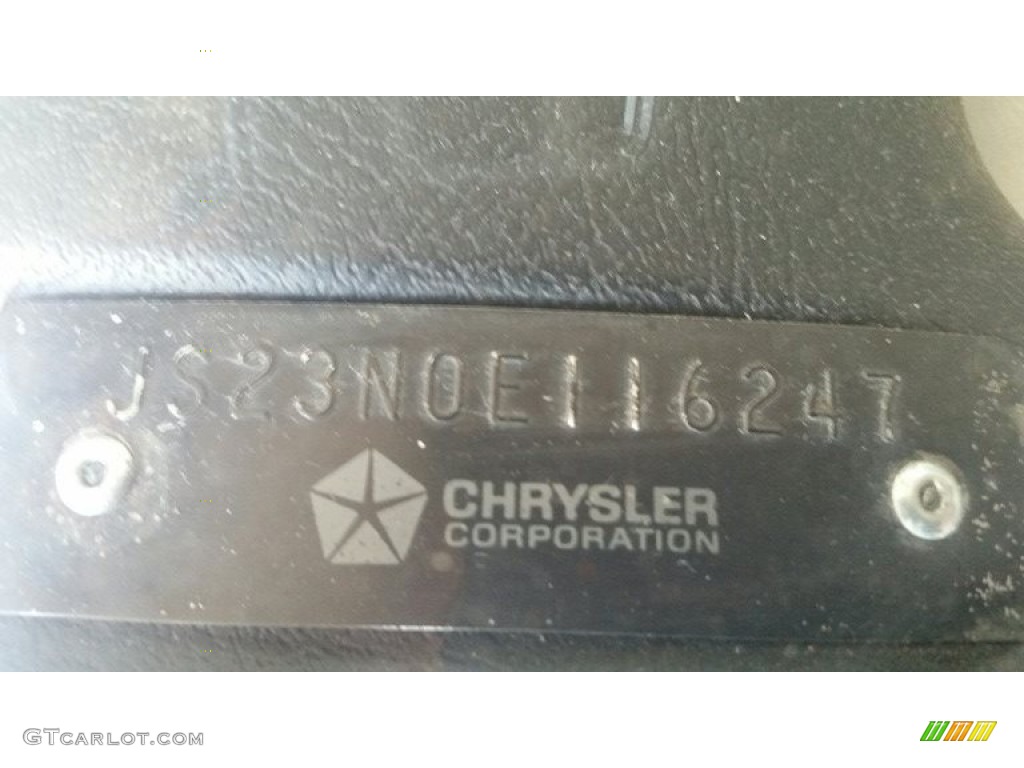 JS23N0E116247
CHRYSLER
CORPORATION
GTCARLOT.COM